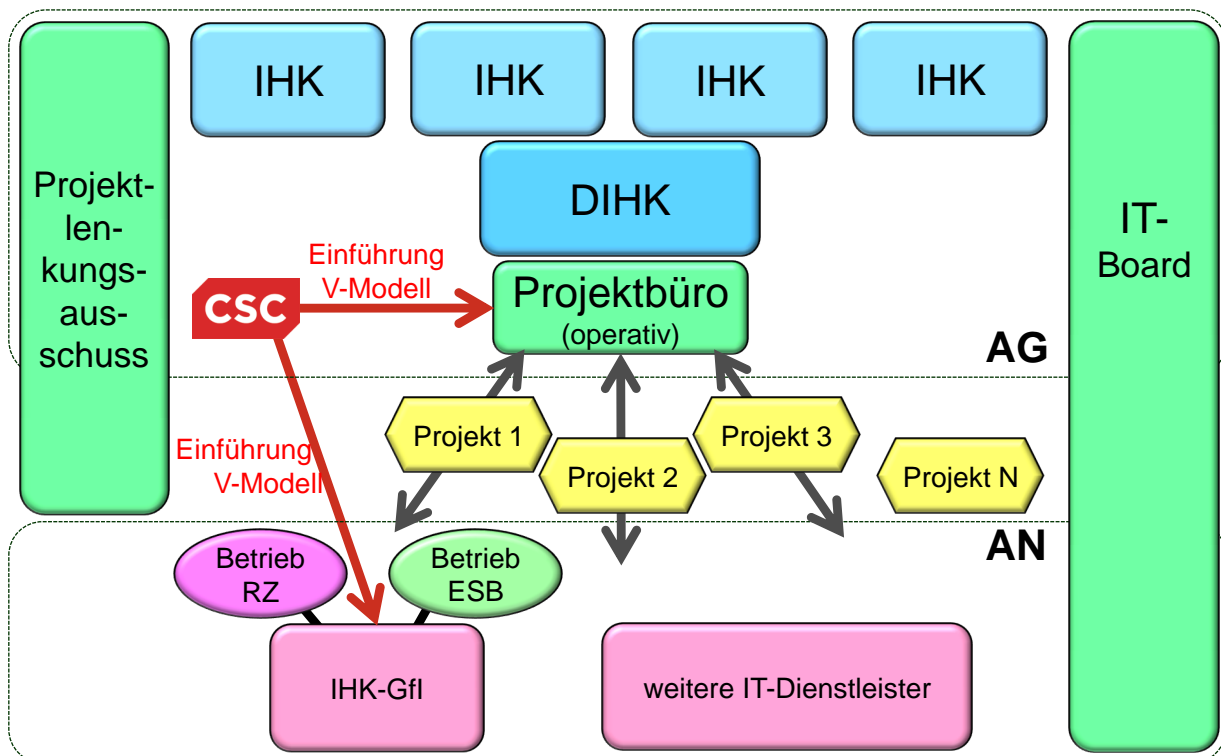 IHK
IHK
IHK
IHK
Projekt-
len-
kungs-
aus-
schuss
DIHK
IT-
Board
Einführung
V-Modell
CSC
Projektbüro
(operativ)
AG
Einführung
V-Modell
Projekt 1
Projekt 2
Projekt 3
Projekt N
AN
Betrieb
RZ
Betrieb
ESB
IHK-GfI
weitere IT-Dienstleister